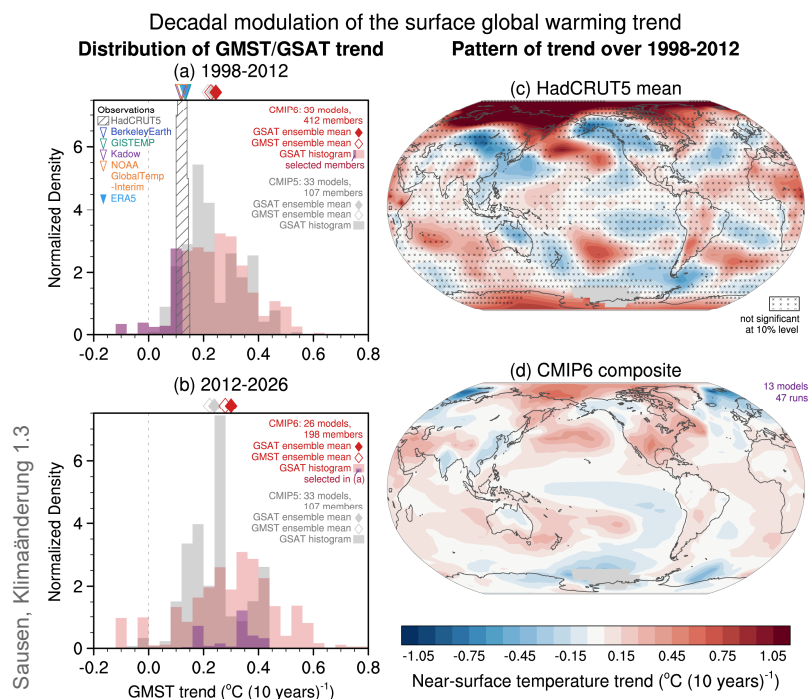 Decadal modulation of the surface global warming trend
Distribution of GMST/GSAT trend
Pattern of trend over 1998-2012
(a) 1998-2012
Observations
HadCRUT5
BerkeleyEarth
GISTEMP
Kadow
NOAA
GlobalTemp
-Interim
ERA5
CMIP6: 39 models,
412 members
GSAT ensemble mean
GMST ensemble mean
GSAT histogram
selected members
CMIP5: 33 models,
107 members
GSAT ensemble mean
GMST ensemble mean
GSAT histogram
Normalized Density
6
4
2
0
-0.2 0.0 0.2 0.4 0.6 0.8
(c) HadCRUT5 mean
not significant
at 10% level
(b) 2012-2026
CMIP6: 26 models,
198 members
GSAT ensemble mean
GMST ensemble mean
GSAT histogram
selected in (a)
CMIP5: 33 models,
107 members
GSAT ensemble mean
GMST ensemble mean
GSAT histogram
Normalized Density
6
4
2
0
-0.2 0.0 0.2 0.4 0.6 0.8
GMST trend (°C (10 years)⁻¹)
(d) CMIP6 composite
13 models
47 runs
-1.05 -0.75 -0.45 -0.15 0.15 0.45 0.75 1.05
Near-surface temperature trend (°C (10 years)⁻¹)
Sausen, Klimaänderung 1.3